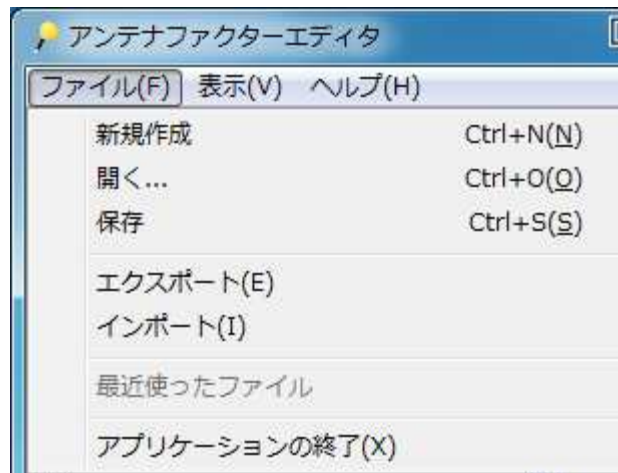 アンテナファクターエディタ
ファイル(F) 表示(V) ヘルプ(H)
新規作成 Ctrl+N(N)
開く... Ctrl+O(O)
保存 Ctrl+S(S)
エクスポート(E)
インポート(I)
最近使ったファイル
アプリケーションの終了(X)